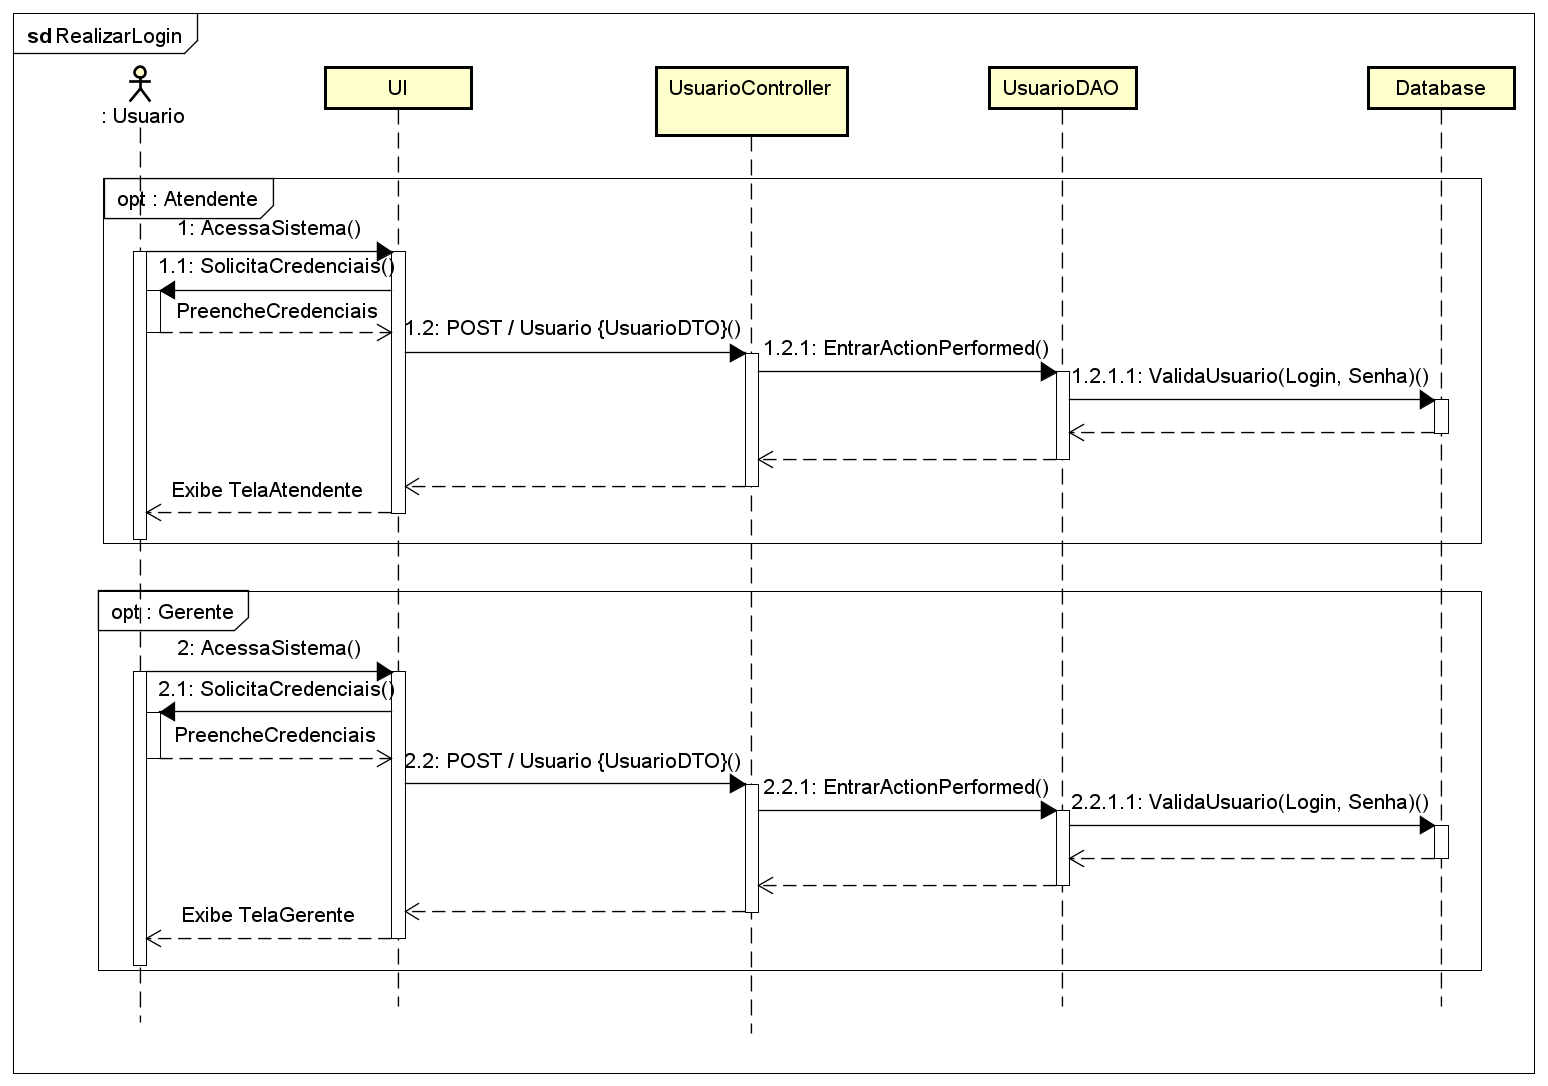 sd RealizarLogin
: Usuario
UI
UsuarioController
UsuarioDAO
Database
opt : Atendente
1: AcessaSistema()
1.1: SolicitaCredenciais()
PreencheCredenciais
1.2: POST / Usuario {UsuarioDTO}()
1.2.1: EntrarActionPerformed()
1.2.1.1: ValidaUsuario(Login, Senha)()
Exibe TelaAtendente
opt : Gerente
2: AcessaSistema()
2.1: SolicitaCredenciais()
PreencheCredenciais
2.2: POST / Usuario {UsuarioDTO}()
2.2.1: EntrarActionPerformed()
2.2.1.1: ValidaUsuario(Login, Senha)()
Exibe TelaGerente